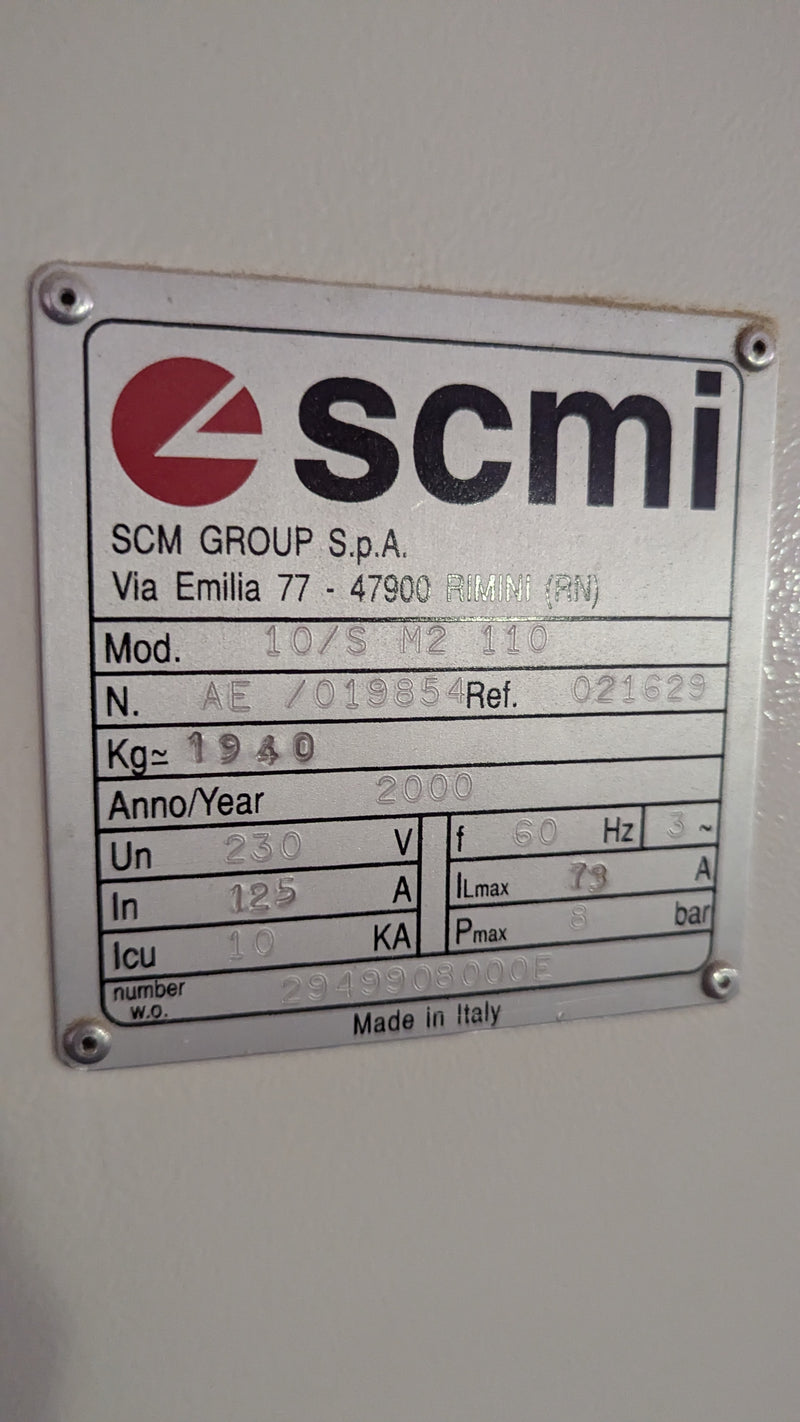 scmi
SCM GROUP S.p.A.
Via Emilia 77 - 47900 RIMINI (RN)
Mod. 10/S M2 110
N. AE /019854 Ref. 021629
Kg≃ 1940
Anno/Year 2000
Un 230 V f 60 Hz 3 ~
In 125 A ILmax 79 A
Icu 10 KA Pmax 8 bar
number w.o. 2949908000E
Made in Italy